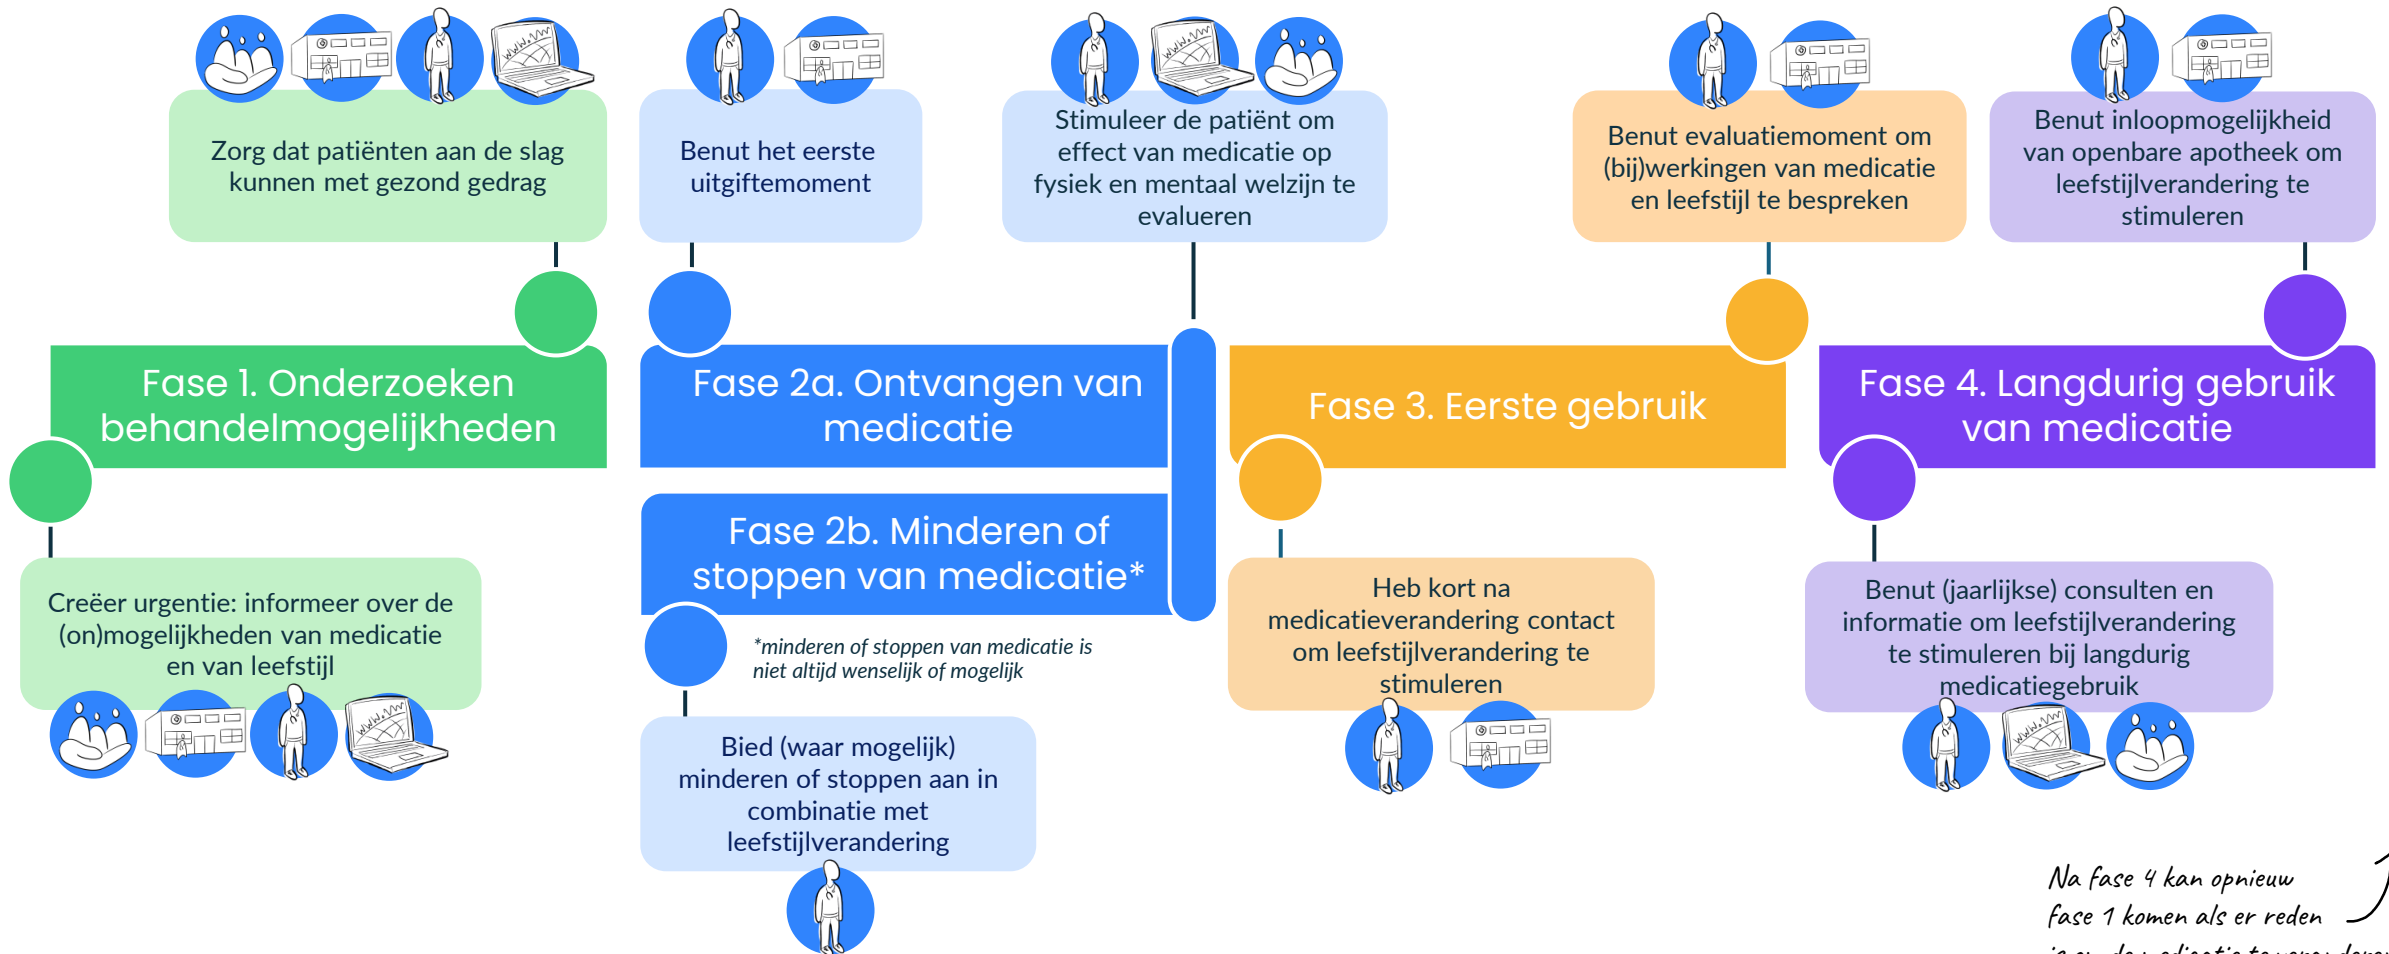 Zorg dat patiënten aan de slag
kunnen met gezond gedrag
Benut het eerste
uitgiftemoment
Stimuleer de patiënt om
effect van medicatie op
fysiek en mentaal welzijn te
evalueren
Benut evaluatiemoment om
(bij)werkingen van medicatie
en leefstijl te bespreken
Benut inloopmogelijkheid
van openbare apotheek om
leefstijlverandering te
stimuleren
Fase 1. Onderzoeken
behandelmogelijkheden
Fase 2a. Ontvangen van
medicatie
Fase 3. Eerste gebruik
Fase 4. Langdurig gebruik
van medicatie
Fase 2b. Minderen of
stoppen van medicatie*
*minderen of stoppen van medicatie is
niet altijd wenselijk of mogelijk
Creëer urgentie: informeer over de
(on)mogelijkheden van medicatie
en van leefstijl
Bied (waar mogelijk)
minderen of stoppen aan in
combinatie met
leefstijlverandering
Heb kort na
medicatieverandering contact
om leefstijlverandering te
stimuleren
Benut (jaarlijkse) consulten en
informatie om leefstijlverandering
te stimuleren bij langdurig
medicatiegebruik
Na fase 4 kan opnieuw
fase 1 komen als er reden
is om de medicatie te veranderen